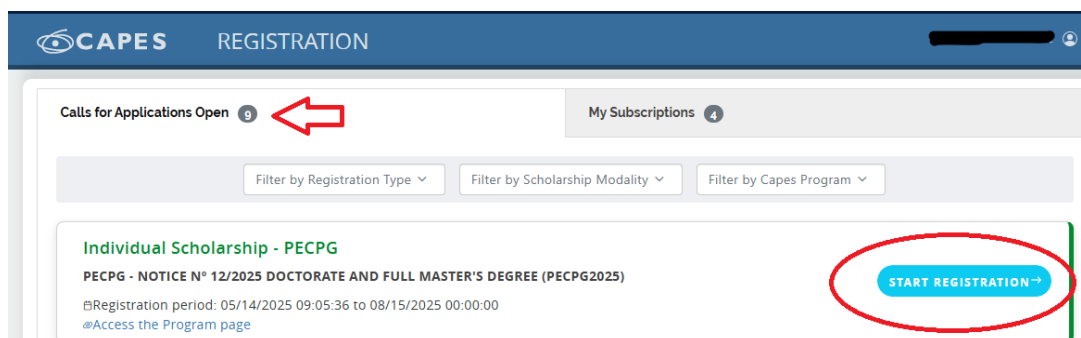 CAPES REGISTRATION
Calls for Applications Open 9 My Subscriptions 4
Filter by Registration Type Filter by Scholarship Modality Filter by Capes Program
Individual Scholarship - PECPG
PECPG - NOTICE Nº 12/2025 DOCTORATE AND FULL MASTER'S DEGREE (PECPG2025)
START REGISTRATION→
Registration period: 05/14/2025 09:05:36 to 08/15/2025 00:00:00
Access the Program page